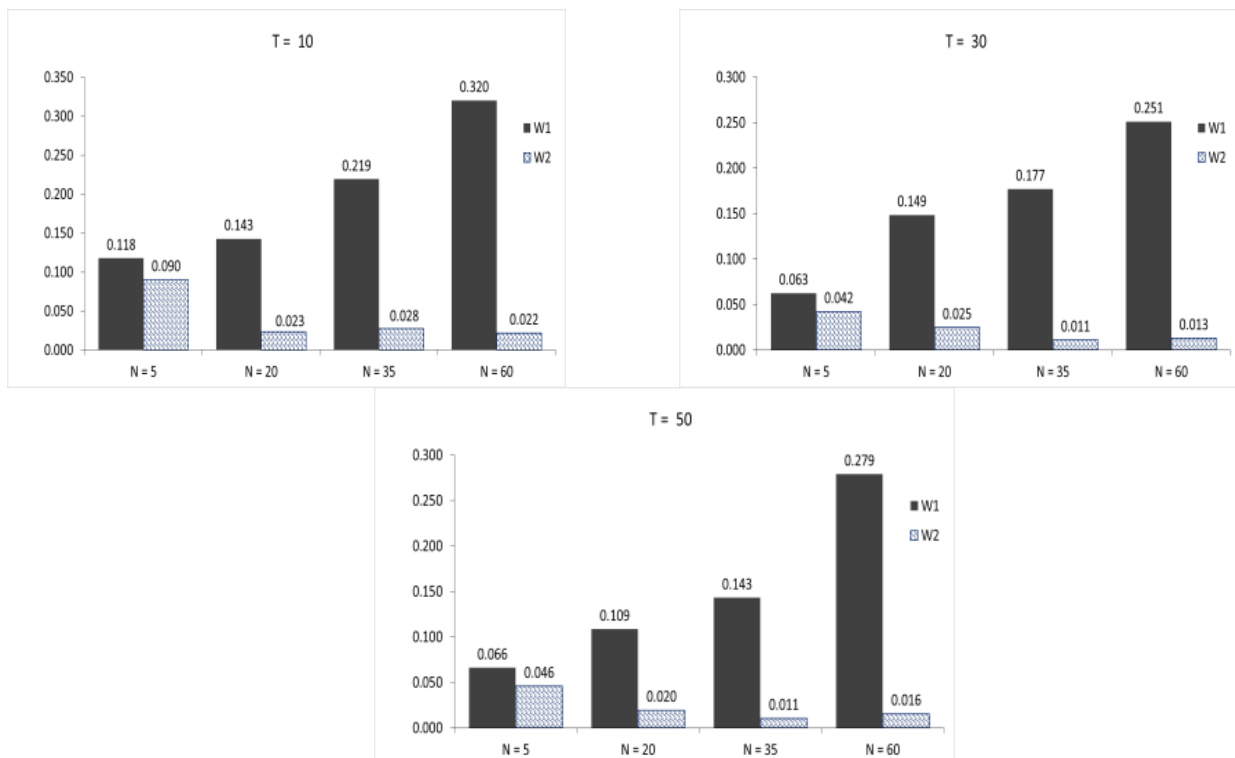 T = 10
0.350
0.300
0.250
0.200
0.150
0.100
0.050
0.000
0.118
0.090
0.143
0.023
0.219
0.028
0.320
0.022
N = 5
N = 20
N = 35
N = 60
W1
W2
T = 30
0.300
0.250
0.200
0.150
0.100
0.050
0.000
0.063
0.042
0.149
0.025
0.177
0.011
0.251
0.013
N = 5
N = 20
N = 35
N = 60
W1
W2
T = 50
0.300
0.250
0.200
0.150
0.100
0.050
0.000
0.066
0.046
0.109
0.020
0.143
0.011
0.279
0.016
N = 5
N = 20
N = 35
N = 60
W1
W2